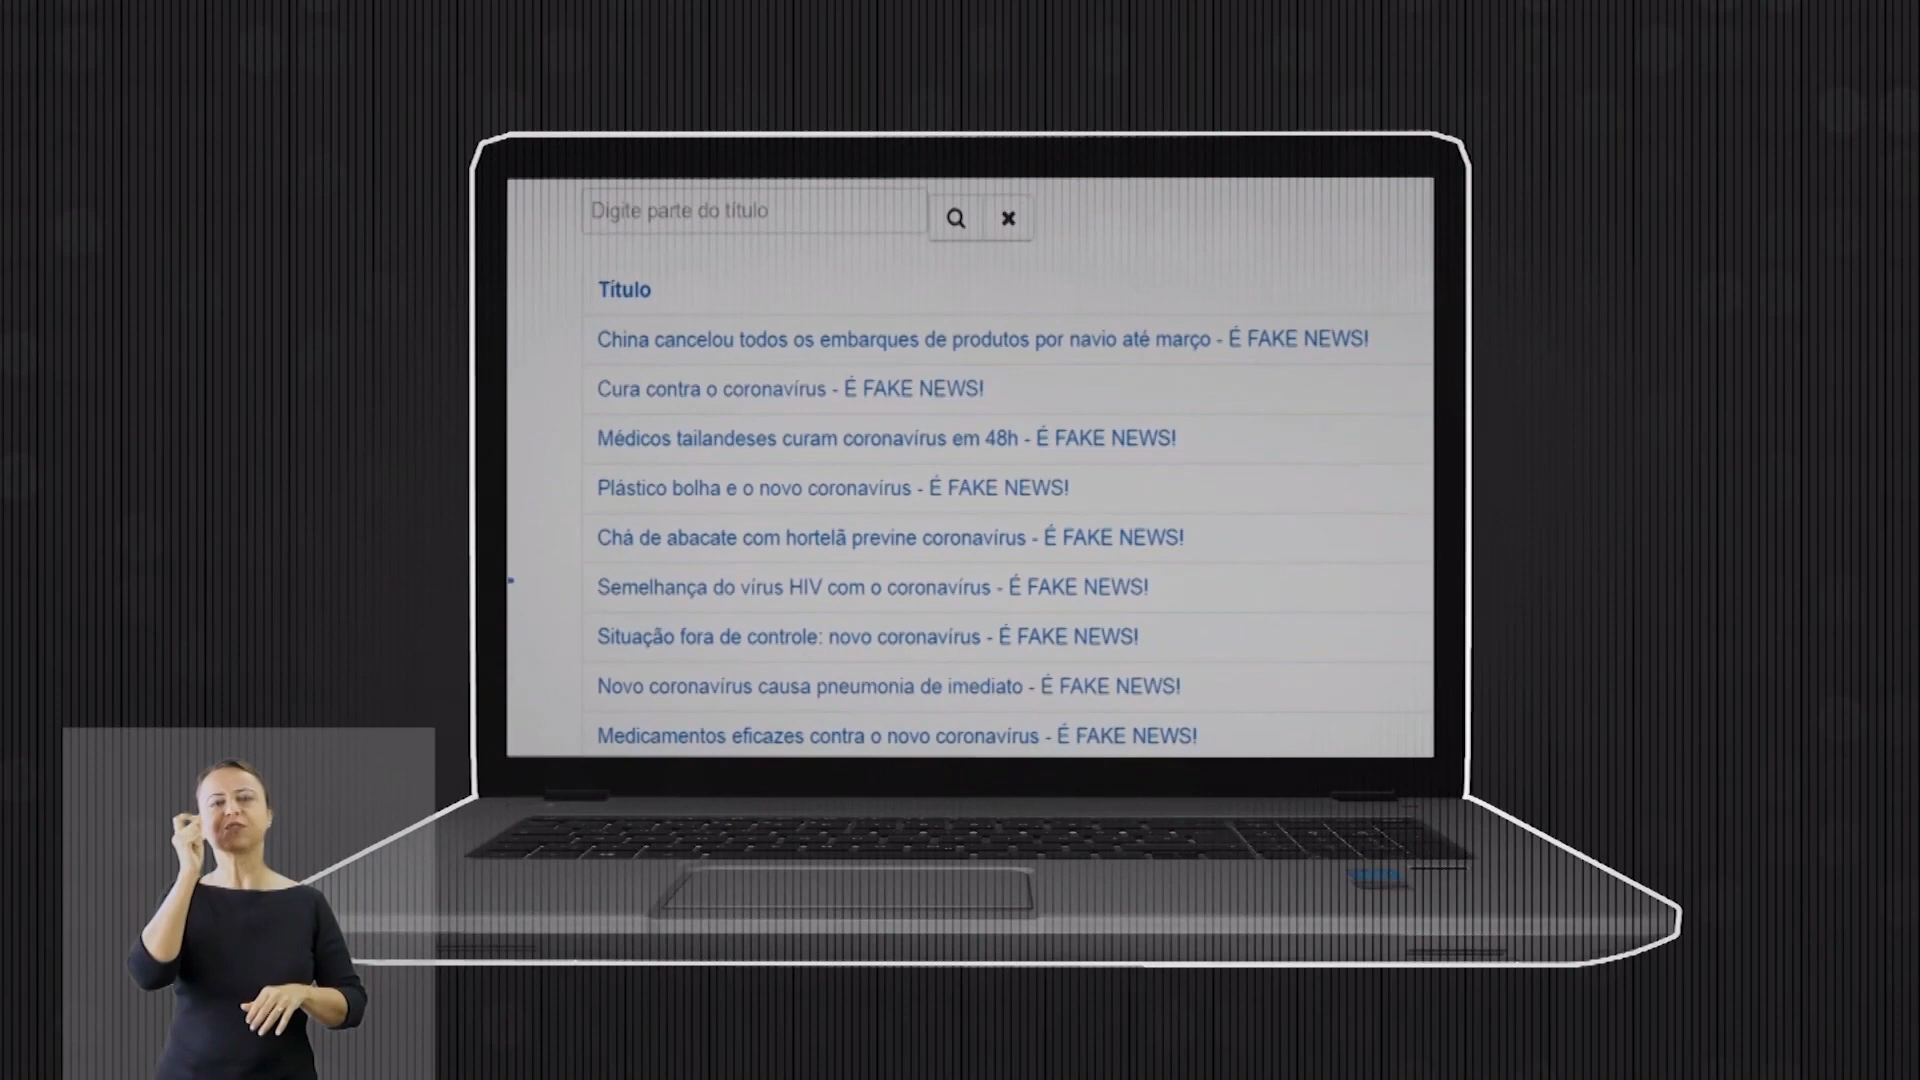 Digite parte do título
Título
China cancelou todos os embarques de produtos por navio até março - É FAKE NEWS!
Cura contra o coronavírus - É FAKE NEWS!
Médicos tailandeses curam coronavírus em 48h - É FAKE NEWS!
Plástico bolha e o novo coronavírus - É FAKE NEWS!
Chá de abacate com hortelã previne coronavírus - É FAKE NEWS!
Semelhança do vírus HIV com o coronavírus - É FAKE NEWS!
Situação fora de controle: novo coronavírus - É FAKE NEWS!
Novo coronavírus causa pneumonia de imediato - É FAKE NEWS!
Medicamentos eficazes contra o novo coronavírus - É FAKE NEWS!